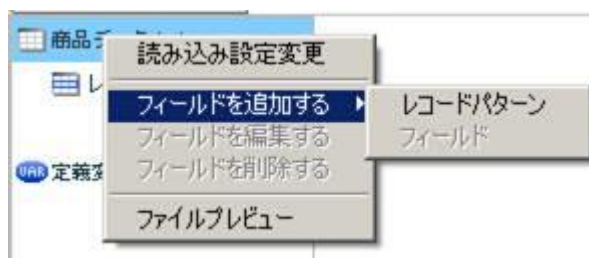 商品デ
レ
定義変
読み込み設定変更
フィールドを追加する
フィールドを編集する
フィールドを削除する
ファイルプレビュー
レコードパターン
フィールド
VAR